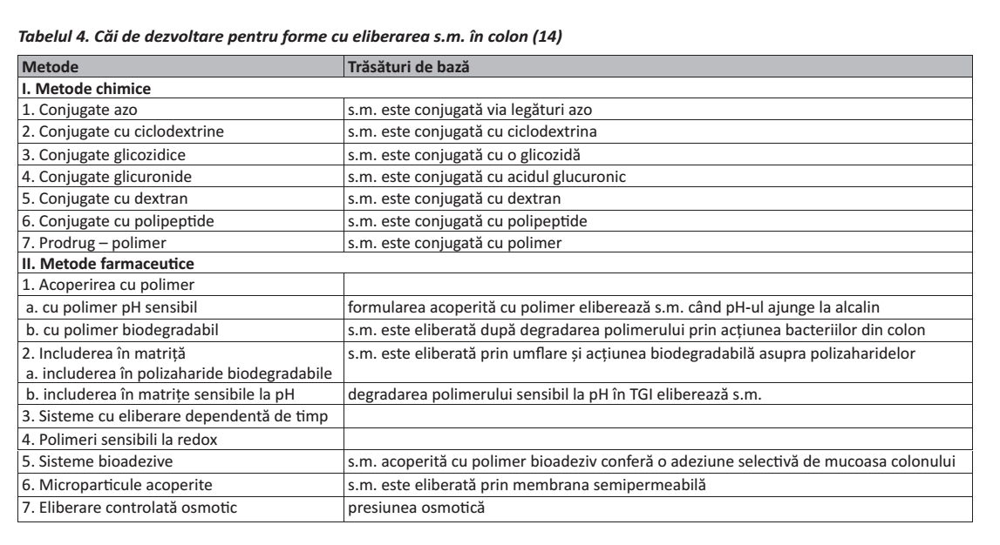 Tabelul 4. Căi de dezvoltare pentru forme cu eliberarea s.m. în colon (14)
Metode Trăsături de bază
I. Metode chimice
1. Conjugate azo s.m. este conjugată via legături azo
2. Conjugate cu ciclodextrine s.m. este conjugată cu ciclodextrina
3. Conjugate glicozidice s.m. este conjugată cu o glicozidă
4. Conjugate glicuronide s.m. este conjugată cu acidul glucuronic
5. Conjugate cu dextran s.m. este conjugată cu dextran
6. Conjugate cu polipeptide s.m. este conjugată cu polipeptide
7. Prodrug – polimer s.m. este conjugată cu polimer
II. Metode farmaceutice
1. Acoperirea cu polimer
a. cu polimer pH sensibil formularea acoperită cu polimer eliberează s.m. când pH-ul ajunge la alcalin
b. cu polimer biodegradabil s.m. este eliberată după degradarea polimerului prin acțiunea bacteriilor din colon
2. Includerea în matriță s.m. este eliberată prin umflare și acțiunea biodegradabilă asupra polizaharidelor
a. includerea în polizaharide biodegradabile
b. includerea în matrițe sensibile la pH degradarea polimerului sensibil la pH în TGI eliberează s.m.
3. Sisteme cu eliberare dependentă de timp
4. Polimeri sensibili la redox
5. Sisteme bioadezive s.m. acoperită cu polimer bioadeziv conferă o adeziune selectivă de mucoasa colonului
6. Microparticule acoperite s.m. este eliberată prin membrana semipermeabilă
7. Eliberare controlată osmotic presiunea osmotică